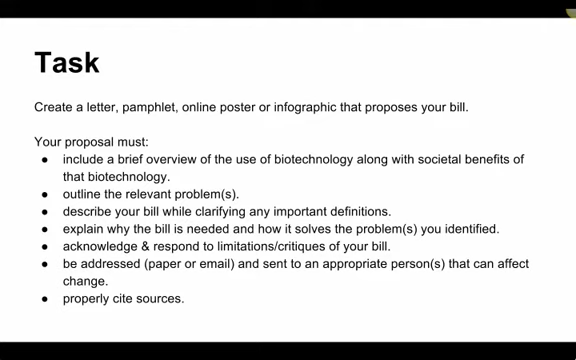 Task
Create a letter, pamphlet, online poster or infographic that proposes your bill.
Your proposal must:
● include a brief overview of the use of biotechnology along with societal benefits of
that biotechnology.
● outline the relevant problem(s).
● describe your bill while clarifying any important definitions.
● explain why the bill is needed and how it solves the problem(s) you identified.
● acknowledge & respond to limitations/critiques of your bill.
● be addressed (paper or email) and sent to an appropriate person(s) that can affect
change.
● properly cite sources.